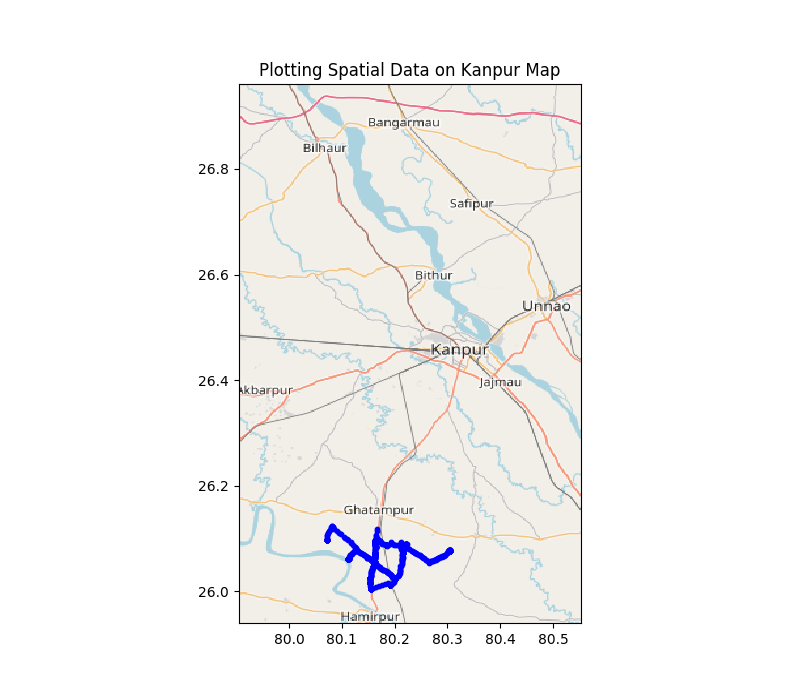 Plotting Spatial Data on Kanpur Map
Bangarmau
Bilhaur
26.8
Safipur
Bithur
26.6
Unnao
Kanpur
Jajmau
26.4
Akbarpur
26.2
Ghatampur
26.0
Hamirpur
80.0 80.1 80.2 80.3 80.4 80.5